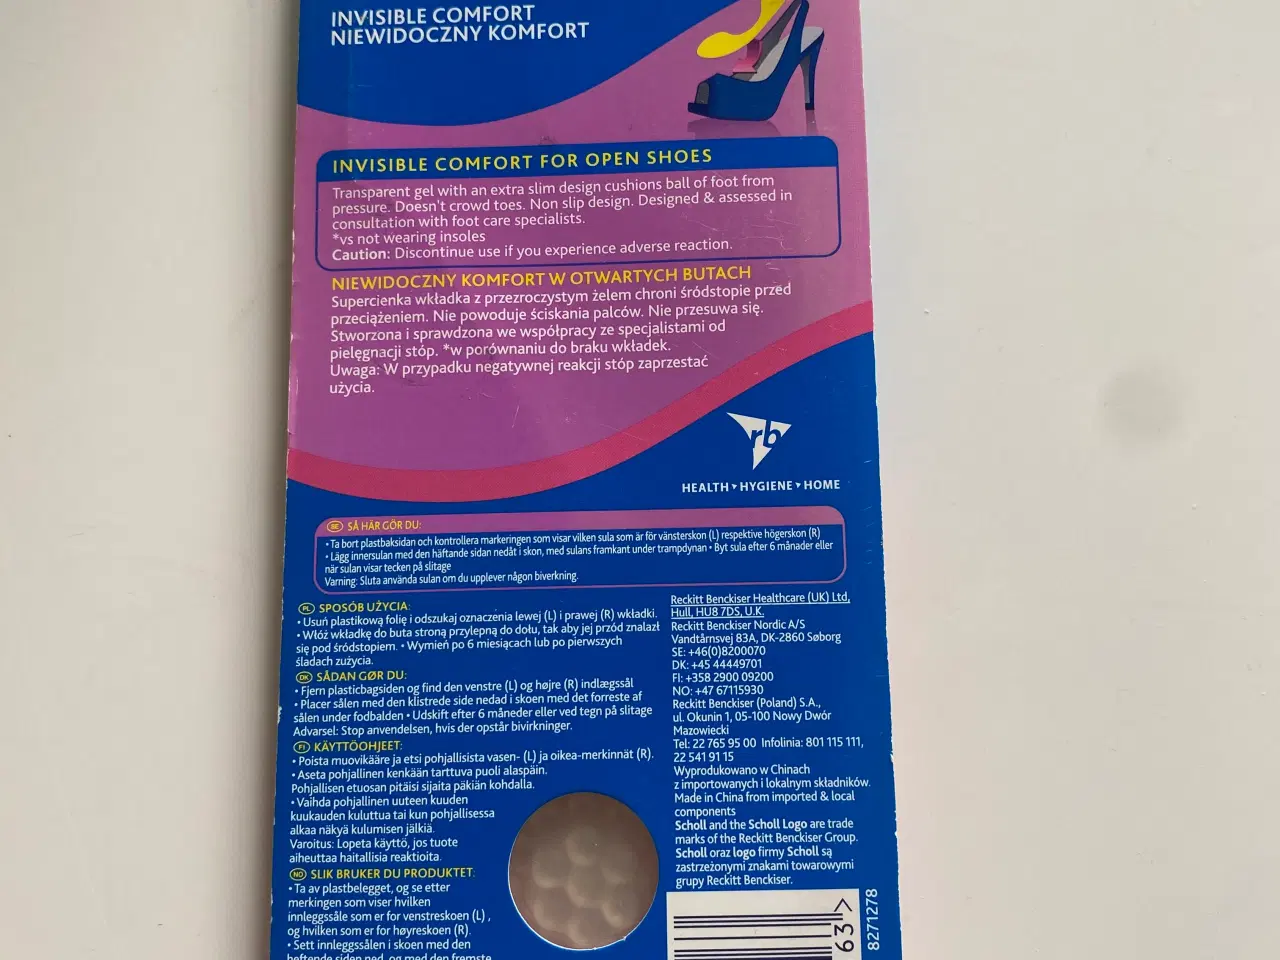 INVISIBLE COMFORT
NIEWIDOCZNY KOMFORT
INVISIBLE COMFORT FOR OPEN SHOES
Transparent gel with an extra slim design cushions ball of foot from
pressure. Doesn't crowd toes. Non slip design. Designed & assessed in
consultation with foot care specialists.
*vs not wearing insoles
Caution: Discontinue use if you experience adverse reaction.
NIEWIDOCZNY KOMFORT W OTWARTYCH BUTACH
Supercienka wkładka z przezroczystym żelem chroni śródstopie przed
przeciążeniem. Nie powoduje ściskania palców. Nie przesuwa się.
Stworzona i sprawdzona we współpracy ze specjalistami od
pielęgnacji stóp. *w porównaniu do braku wkładek.
Uwaga: W przypadku negatywnej reakcji stóp zaprzestać
użycia.
rb
HEALTH HYGIENE HOME
SE SÅ HÄR GÖR DU:
• Ta bort plastbaksidan och kontrollera markeringen som visar vilken sula som är för vänsterskon (L) respektive högerskon (R)
• Lägg innersulan med den häftande sidan nedåt i skon, med sulans framkant under trampdynan • Byt sula efter 6 månader eller
när sulan visar tecken på slitage
Varning: Sluta använda sulan om du upplever någon biverkning.
PL SPOSÓB UŻYCIA:
• Usuń plastikową folię i odszukaj oznaczenia lewej (L) i prawej (R) wkładki.
• Włóż wkładkę do buta stroną przylepną do dołu, tak aby jej przód znalazł
się pod śródstopiem. • Wymień po 6 miesiącach lub po pierwszych
śladach zużycia.
DK SÅDAN GØR DU:
• Fjern plasticbagsiden og find den venstre (L) og højre (R) indlægssål
• Placer sålen med den klistrede side nedad i skoen med det forreste af
sålen under fodbalden • Udskift efter 6 måneder eller ved tegn på slitage
Advarsel: Stop anvendelsen, hvis der opstår bivirkninger.
FI KÄYTTÖOHJEET:
• Poista muovikääre ja etsi pohjallisista vasen- (L) ja oikea-merkinnät (R).
• Aseta pohjallinen kenkään tarttuva puoli alaspäin.
Pohjallisen etuosan pitäisi sijaita päkiän kohdalla.
• Vaihda pohjallinen uuteen kuuden
kuukauden kuluttua tai kun pohjallisessa
alkaa näkyä kulumisen jälkiä.
Varoitus: Lopeta käyttö, jos tuote
aiheuttaa haitallisia reaktioita.
NO SLIK BRUKER DU PRODUKTET:
• Ta av plastbelegget, og se etter
merkingen som viser hvilken
innleggssåle som er for venstreskoen (L) ,
og hvilken som er for høyreskoen (R).
• Sett innleggssålen i skoen med den
heftende siden ned, og med den fremste
Reckitt Benckiser Healthcare (UK) Ltd,
Hull, HU8 7DS, U.K.
Reckitt Benckiser Nordic A/S
Vandtårnsvej 83A, DK-2860 Søborg
SE: +46(0)8200070
DK: +45 44449701
FI: +358 2900 09200
NO: +47 67115930
Reckitt Benckiser (Poland) S.A.,
ul. Okunin 1, 05-100 Nowy Dwór
Mazowiecki
Tel: 22 765 95 00 Infolinia: 801 115 111,
22 541 91 15
Wyprodukowano w Chinach
z importowanych i lokalnym składników.
Made in China from imported & local
components
Scholl and the Scholl Logo are trade
marks of the Reckitt Benckiser Group.
Scholl oraz logo firmy Scholl są
zastrzeżonymi znakami towarowymi
grupy Reckitt Benckiser.
63 >
8271278